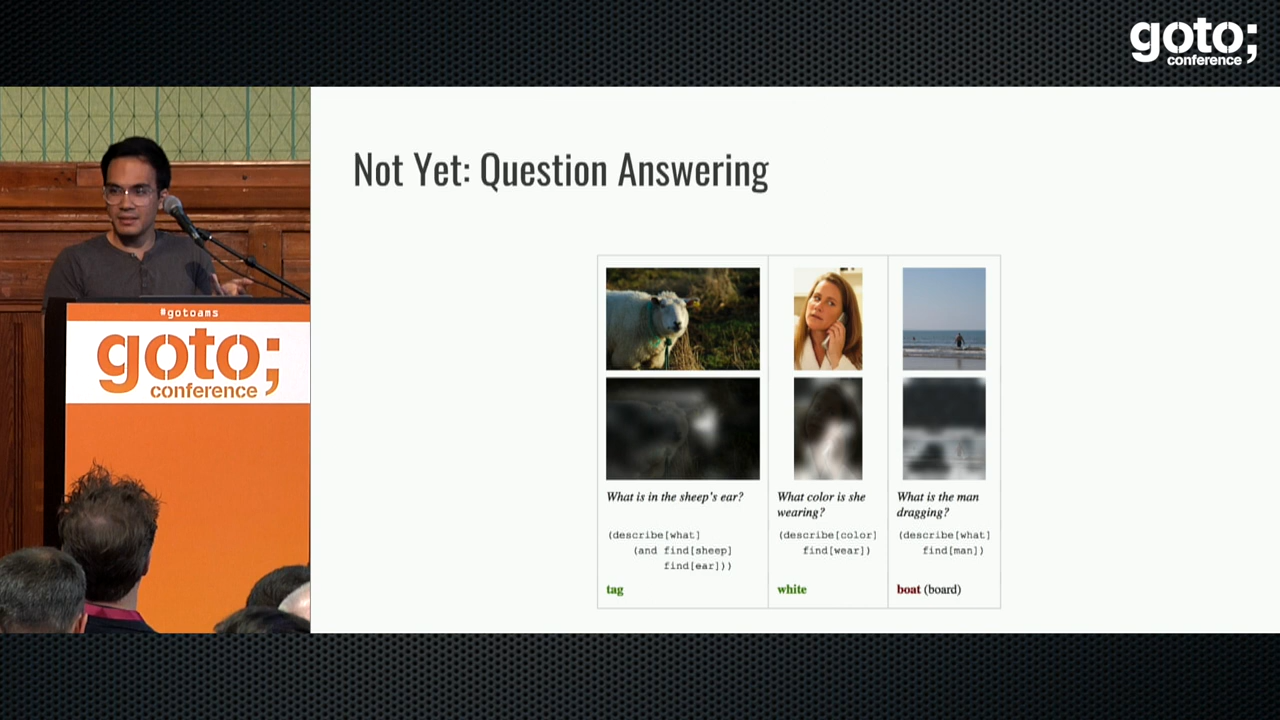 goto;
conference
Not Yet: Question Answering
#gotoams
goto;
conference
What is in the sheep's ear?
(describe[what]
(and find[sheep]
find[ear]))
tag
What color is she
wearing?
(describe[color]
find[wear])
white
What is the man
dragging?
(describe[what]
find[man])
boat (board)